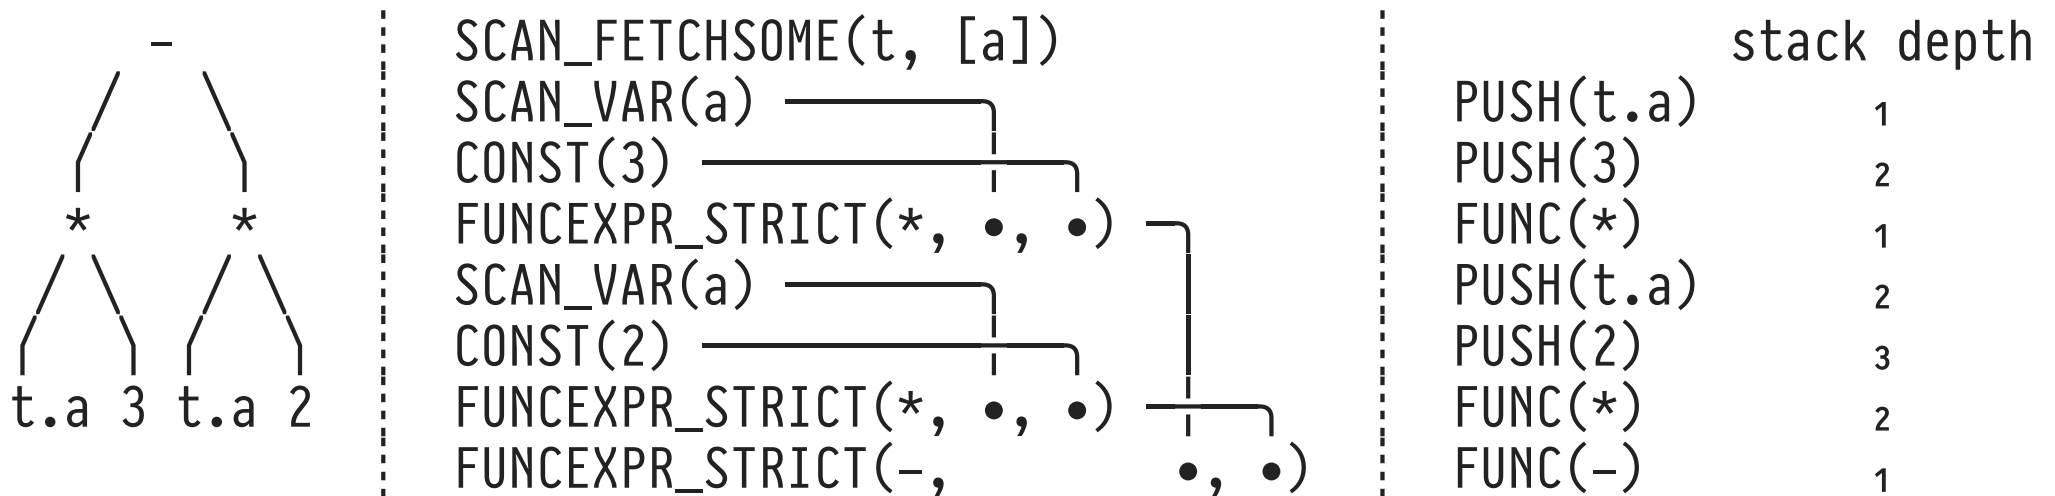 -
* *
t.a 3 t.a 2
SCAN_FETCHSOME(t, [a])
SCAN_VAR(a)
CONST(3)
FUNCEXPR_STRICT(*, •, •)
SCAN_VAR(a)
CONST(2)
FUNCEXPR_STRICT(*, •, •)
FUNCEXPR_STRICT(-, •, •)
stack depth
PUSH(t.a) 1
PUSH(3) 2
FUNC(*) 1
PUSH(t.a) 2
PUSH(2) 3
FUNC(*) 2
FUNC(-) 1